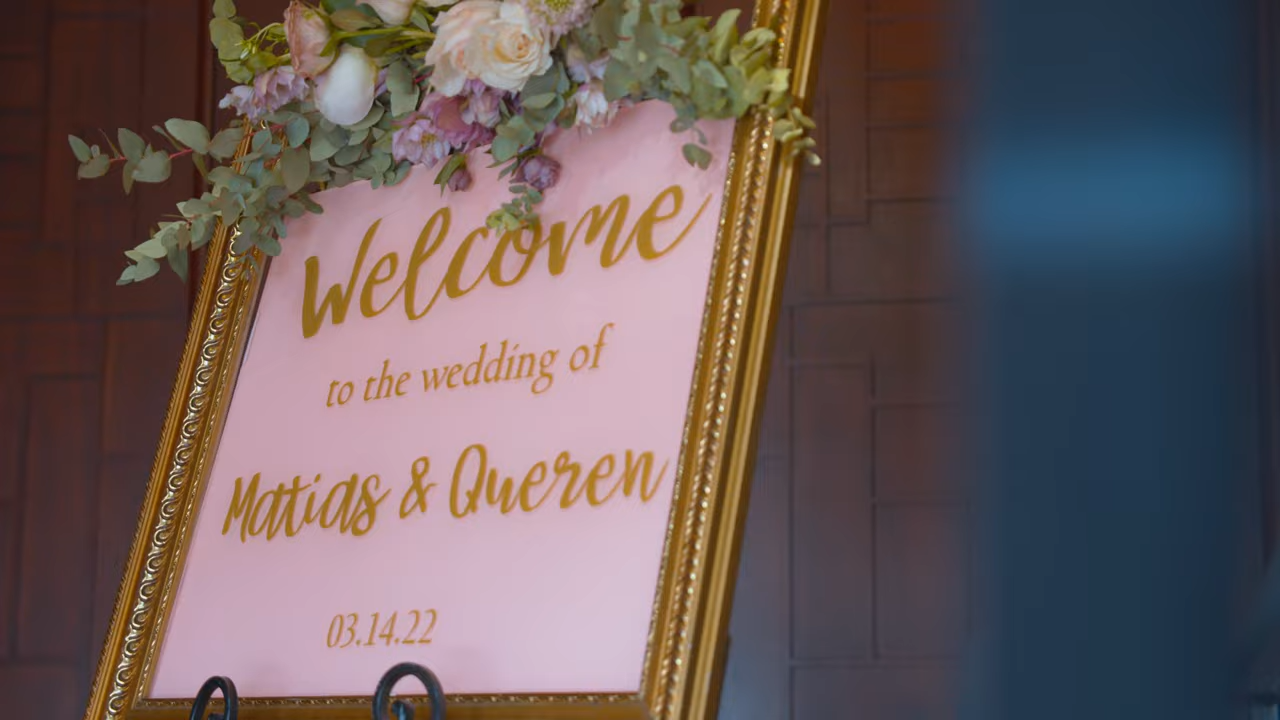 Welcome
to the wedding of
Matias & Queren
03.14.22